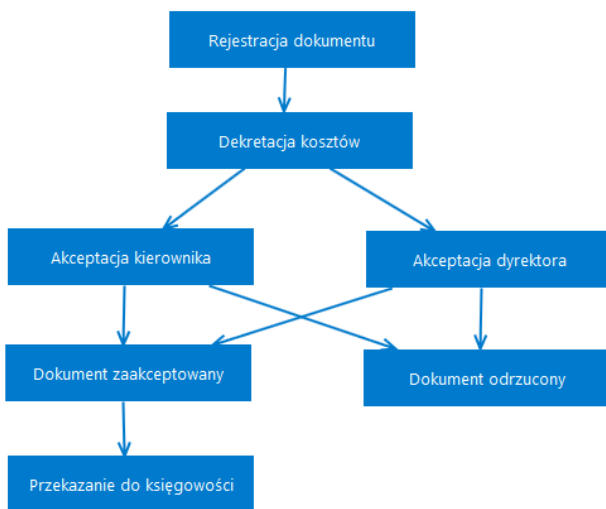 Rejestracja dokumentu
Dekretacja kosztów
Akceptacja kierownika
Akceptacja dyrektora
Dokument zaakceptowany
Dokument odrzucony
Przekazanie do księgowości